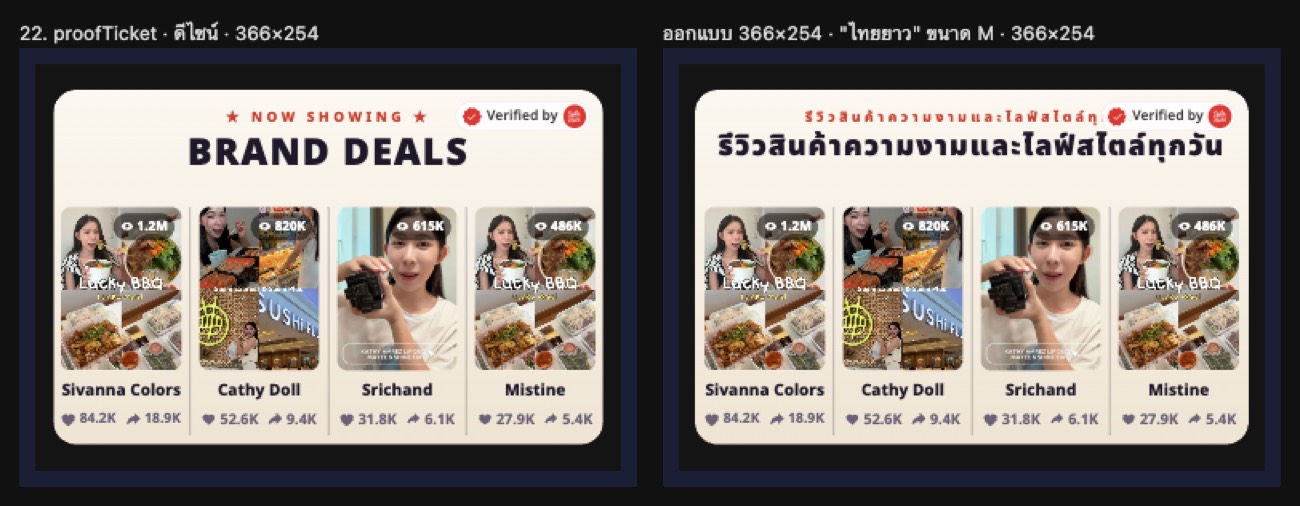 22. proofTicket · ดีไซน์ · 366×254
★ NOW SHOWING ★
Verified by
BRAND DEALS
1.2M
820K
615K
486K
Lucky BBQ
SUSHi
Lucky BBQ
Sivanna Colors
Cathy Doll
Srichand
Mistine
84.2K 18.9K
52.6K 9.4K
31.8K 6.1K
27.9K 5.4K
ออกแบบ 366×254 · "ไทยยาว" ขนาด M · 366×254
รีวิวสินค้าความงามและไลฟ์สไตล์ทุ
Verified by
รีวิวสินค้าความงามและไลฟ์สไตล์ทุกวัน
1.2M
820K
615K
486K
Lucky BBQ
SUSHi
Lucky BBQ
Sivanna Colors
Cathy Doll
Srichand
Mistine
84.2K 18.9K
52.6K 9.4K
31.8K 6.1K
27.9K 5.4K